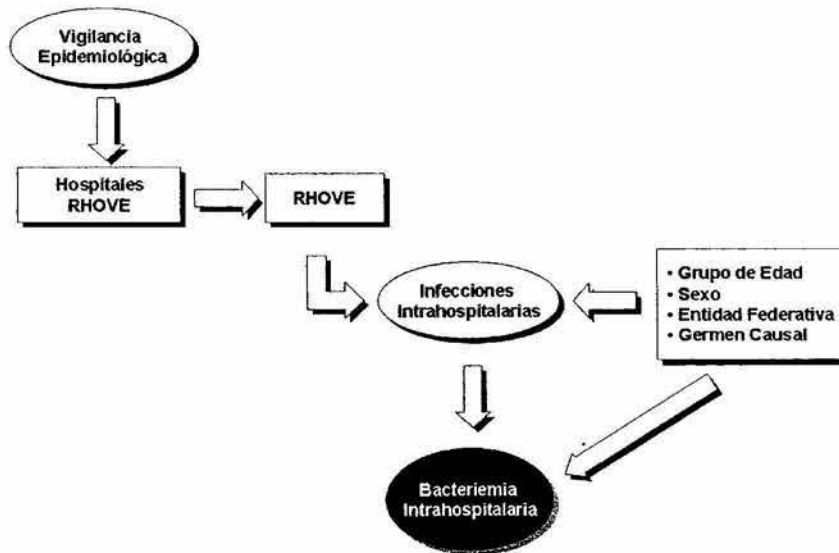 Vigilancia
Epidemiológica
Hospitales
RHOVE
RHOVE
Infecciones
Intrahospitalarias
• Grupo de Edad
• Sexo
• Entidad Federativa
• Germen Causal
Bacteriemia
Intrahospitalaria